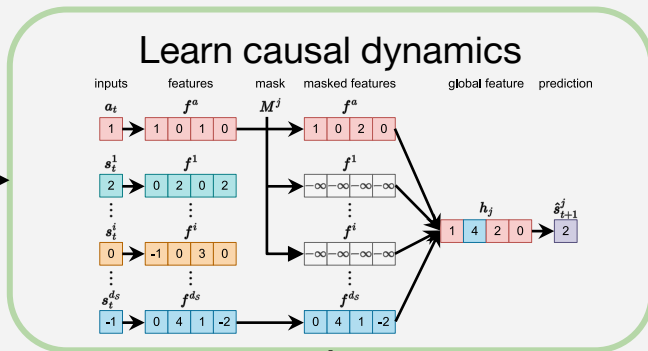 Learn causal dynamics
inputs features mask masked features global feature prediction
a_t f^a M^j f^a
1 1 0 1 0 1 0 2 0
s_t^1 f^1 f^1
2 0 2 0 2 −∞ −∞ −∞ −∞
⋮ ⋮ ⋮ h_j ŝ_{t+1}^j
1 4 2 0 2
s_t^i f^i f^i
0 -1 0 3 0 −∞ −∞ −∞ −∞
⋮ ⋮ ⋮
s_t^{d_S} f^{d_S} f^{d_S}
-1 0 4 1 -2 0 4 1 -2